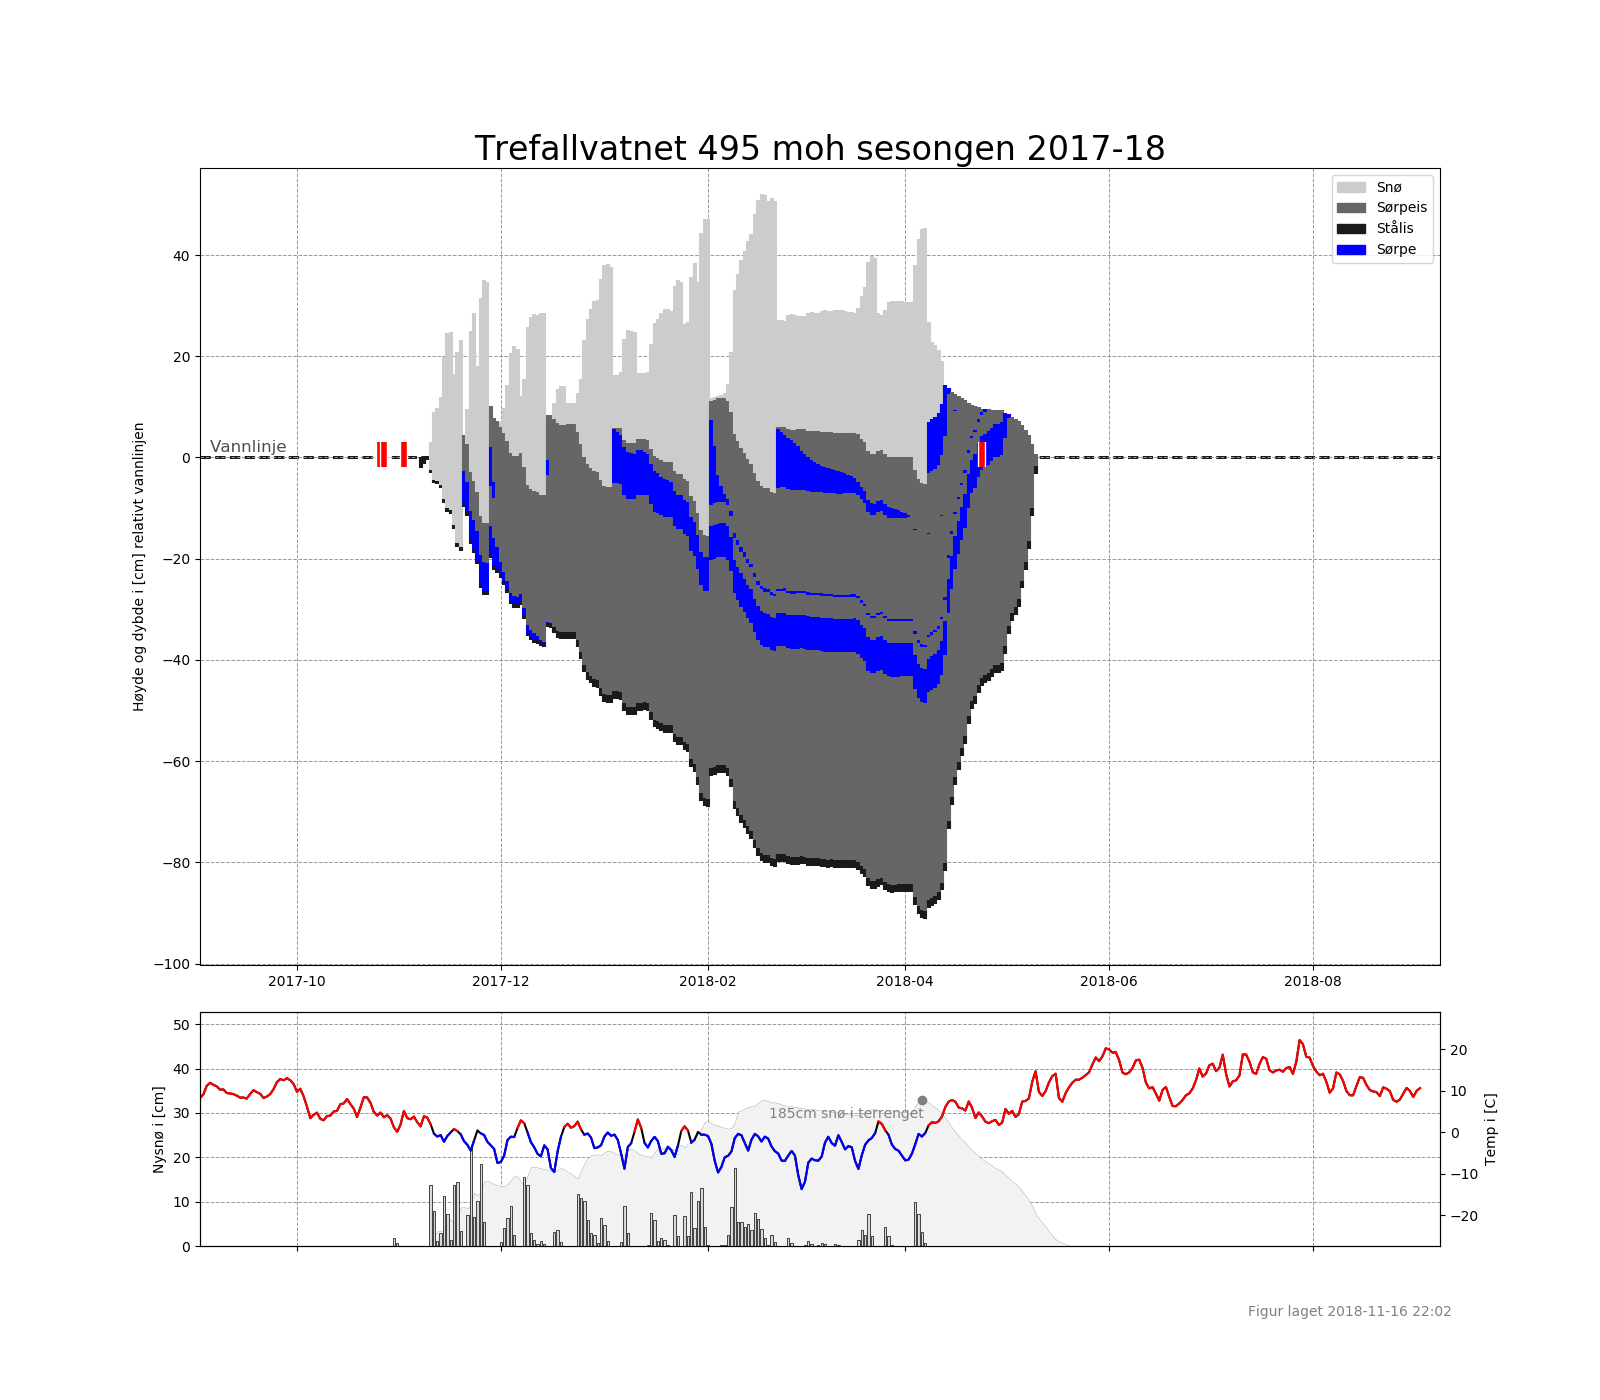 Trefallvatnet 495 moh sesongen 2017-18
Snø
Sørpeis
Stålis
Sørpe
Vannlinje
Høyde og dybde i [cm] relativt vannlinjen
40
20
0
−20
−40
−60
−80
−100
2017-10
2017-12
2018-02
2018-04
2018-06
2018-08
Nysnø i [cm]
50
40
30
20
10
0
185cm snø i terrenget
Temp i [C]
20
10
0
−10
−20
Figur laget 2018-11-16 22:02